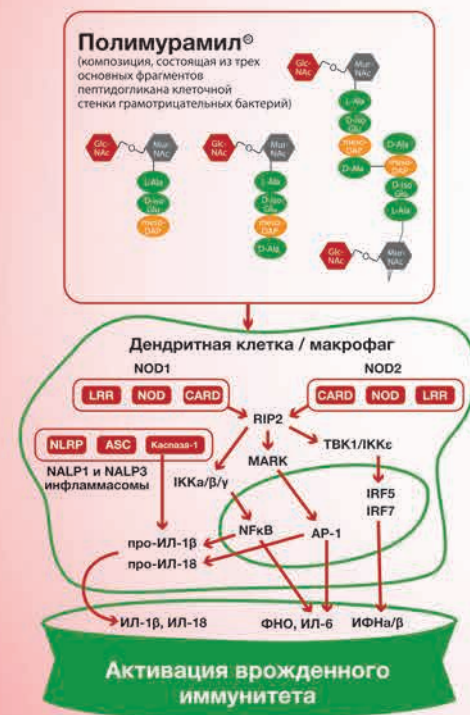 Полимурамил®
(композиция, состоящая из трех
основных фрагментов
пептидогликана клеточной
стенки грамотрицательных бактерий)
Glc-
NAc
O
Mur-
NAc
L-Ala
D-iso
Glu
meso-
DAP
Glc-
NAc
O
Mur-
NAc
L-Ala
D-iso
Glu
meso-
DAP
D-Ala
Glc-
NAc
O
Mur-
NAc
L-Ala
D-iso
Glu
meso-
DAP
D-Ala
D-Ala
meso-
DAP
D-iso
Glu
L-Ala
Glc-
NAc
O
Mur-
NAc
Дендритная клетка / макрофаг
NOD1
LRR NOD CARD
NOD2
CARD NOD LRR
RIP2
NLRP ASC Каспаза-1
NALP1 и NALP3
инфламмасомы
IKKa/β/γ
MARK
TBK1/IKKε
IRF5
IRF7
NFκB
AP-1
про-ИЛ-1β
про-ИЛ-18
ИЛ-1β, ИЛ-18
ФНО, ИЛ-6
ИФНа/β
Активация врожденного
иммунитета